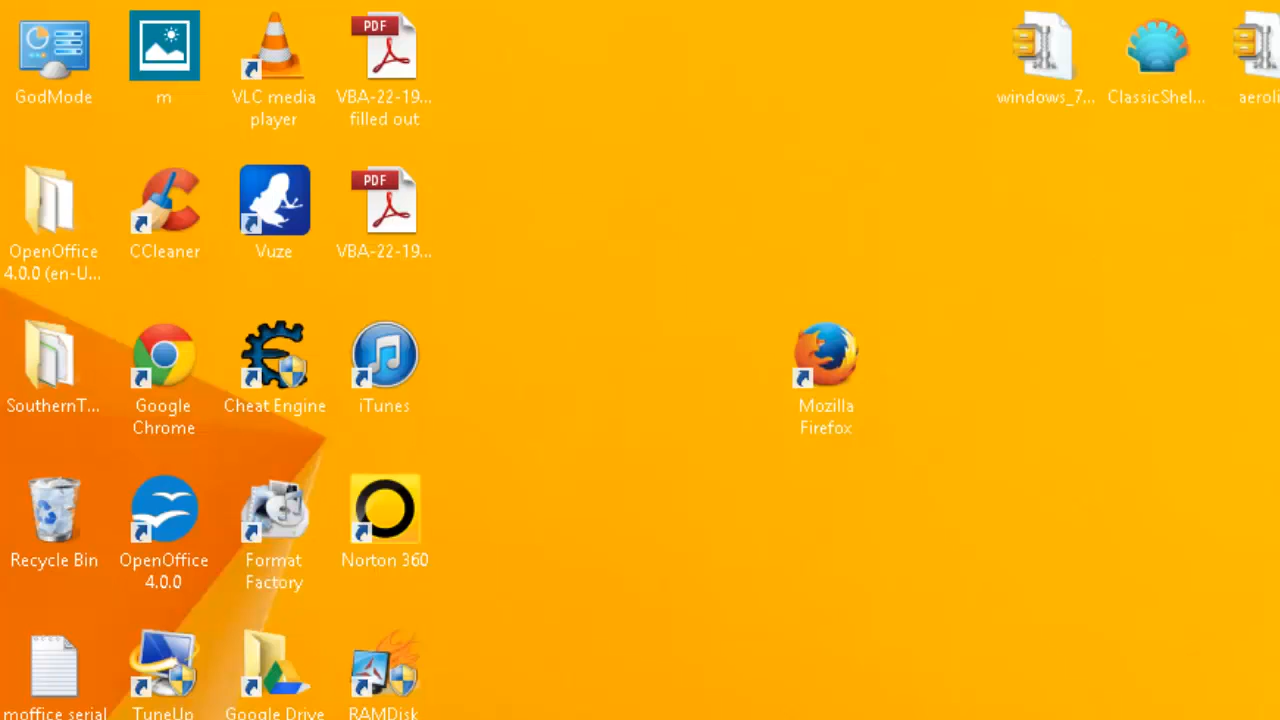 GodMode
m
VLC media
player
PDF
VBA-22-19...
filled out
windows_7...
ClassicShel...
aeroli
OpenOffice
4.0.0 (en-U...
CCleaner
Vuze
PDF
VBA-22-19...
SouthernT...
Google
Chrome
Cheat Engine
iTunes
Mozilla
Firefox
Recycle Bin
OpenOffice
4.0.0
Format
Factory
Norton 360
moffice serial
TuneUp
Google Drive
RAMDisk